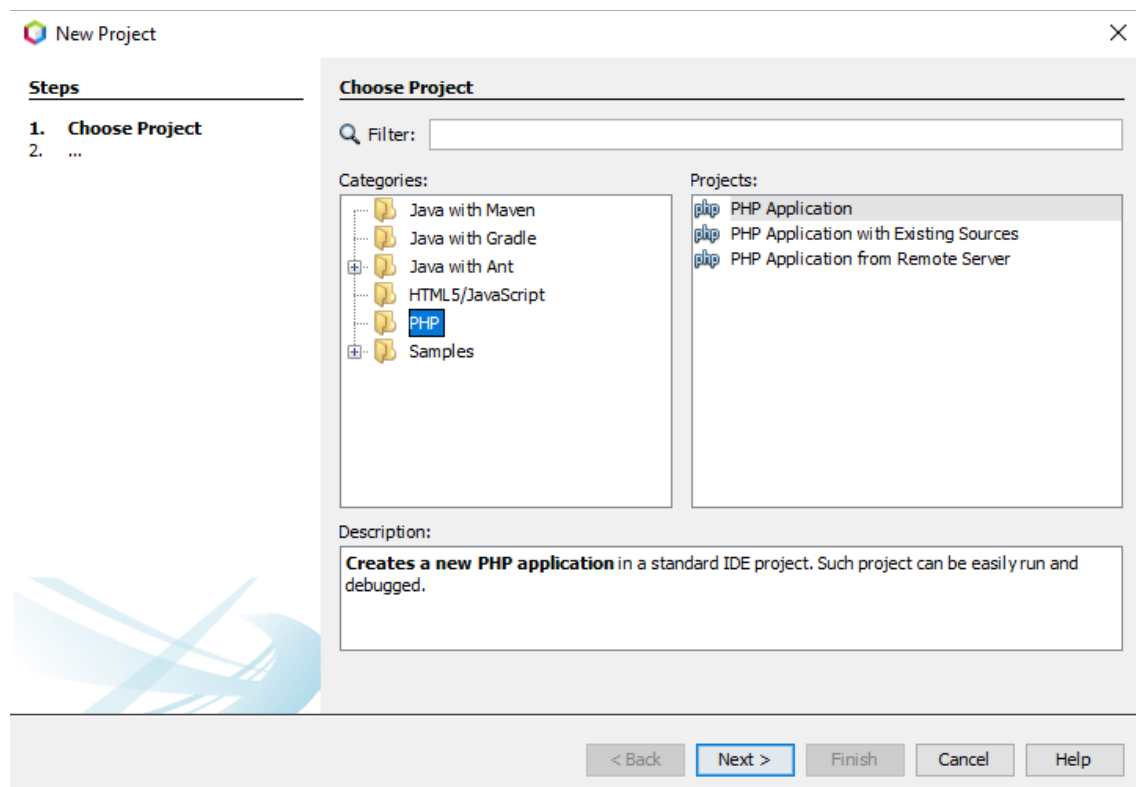 New Project
Steps
1. Choose Project
2. ...
Choose Project
Filter:
Categories:
Java with Maven
Java with Gradle
Java with Ant
HTML5/JavaScript
PHP
Samples
Projects:
php PHP Application
php PHP Application with Existing Sources
php PHP Application from Remote Server
Description:
Creates a new PHP application in a standard IDE project. Such project can be easily run and
debugged.
< Back Next > Finish Cancel Help